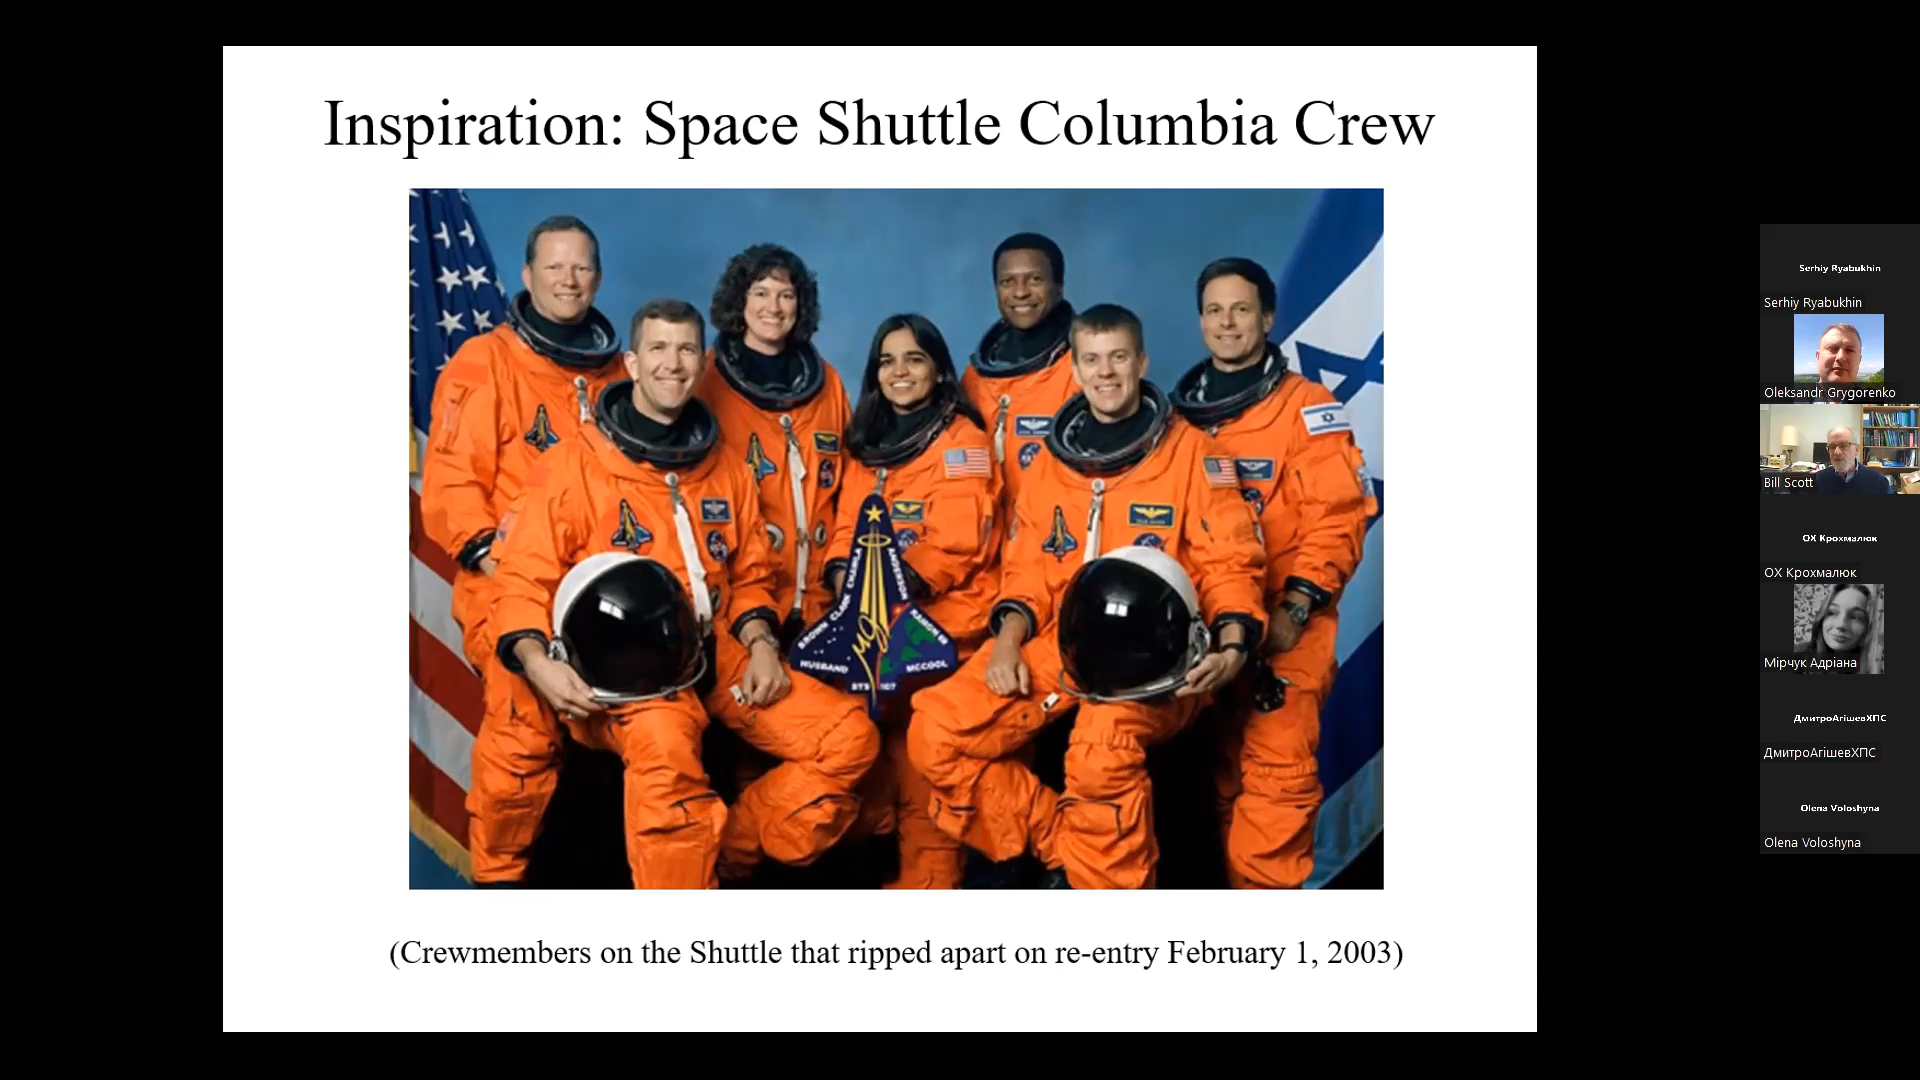 Inspiration: Space Shuttle Columbia Crew
BROWN CLARK CHAWLA
ANDERSON
RAMON
HUSBAND
MCCOOL
STS 107
(Crewmembers on the Shuttle that ripped apart on re-entry February 1, 2003)
Serhiy Ryabukhin
Serhiy Ryabukhin
Oleksandr Grygorenko
Bill Scott
ОХ Крохмалюк
ОХ Крохмалюк
Мірчук Адріана
ДмитроАгішевХПС
ДмитроАгішевХПС
Olena Voloshyna
Olena Voloshyna